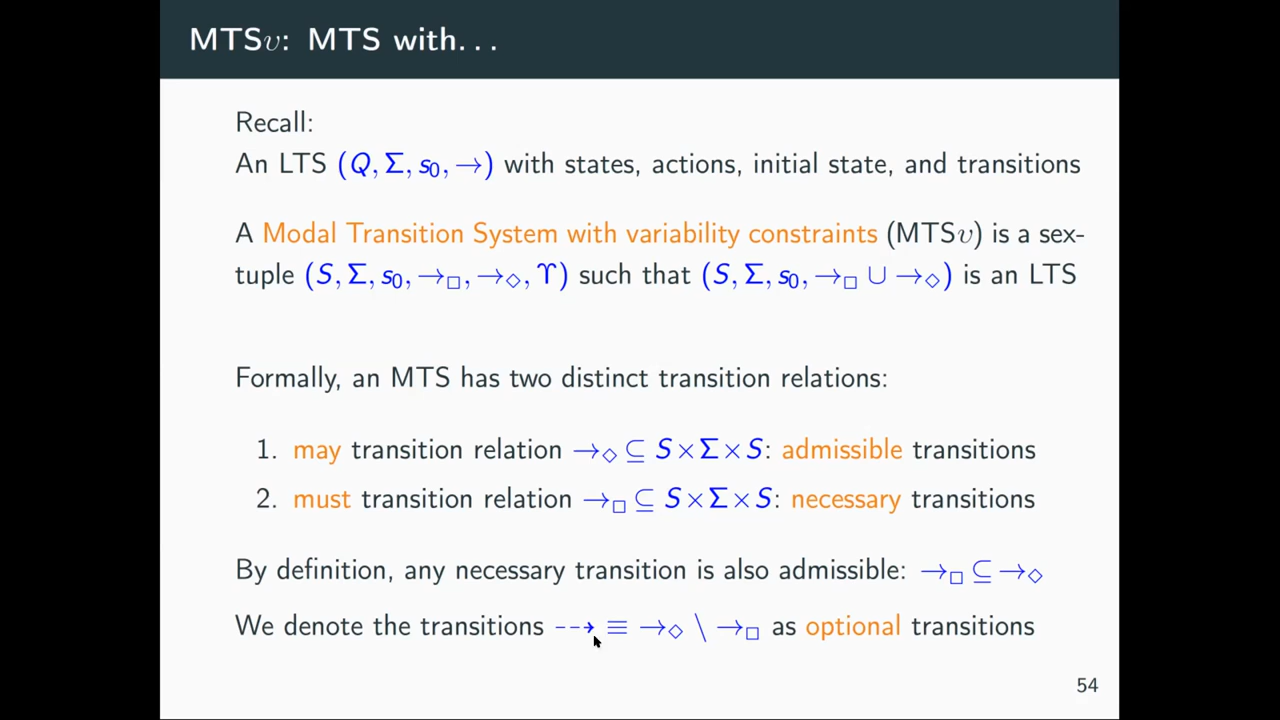 MTSυ: MTS with...
Recall:
An LTS (Q, Σ, s₀, →) with states, actions, initial state, and transitions
A Modal Transition System with variability constraints (MTSυ) is a sex-
tuple (S, Σ, s₀, →□, →◇, ϒ) such that (S, Σ, s₀, →□ ∪ →◇) is an LTS
Formally, an MTS has two distinct transition relations:
1. may transition relation →◇ ⊆ S×Σ×S: admissible transitions
2. must transition relation →□ ⊆ S×Σ×S: necessary transitions
By definition, any necessary transition is also admissible: →□ ⊆ →◇
We denote the transitions ⇢ ≡ →◇ \ →□ as optional transitions
54